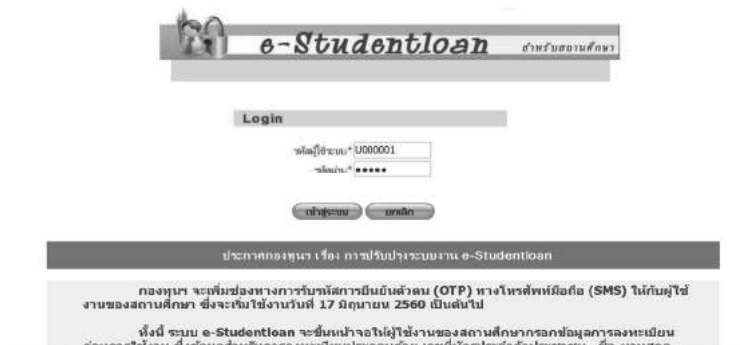 e-Studentloan สำหรับสถานศึกษา
Login
รหัสผู้ใช้ระบบ* U000001
รหัสผ่าน* •••••
เข้าสู่ระบบ ยกเลิก
ประกาศกองทุนฯ เรื่อง การปรับปรุงระบบงาน e-Studentloan
กองทุนฯ จะเพิ่มช่องทางการรับรหัสการยืนยันตัวตน (OTP) ทางโทรศัพท์มือถือ (SMS) ให้กับผู้ใช้
งานของสถานศึกษา ซึ่งจะเริ่มใช้งานวันที่ 17 มิถุนายน 2560 เป็นต้นไป
ทั้งนี้ ระบบ e-Studentloan จะขึ้นหน้าจอให้ผู้ใช้งานของสถานศึกษากรอกข้อมูลการลงทะเบียน